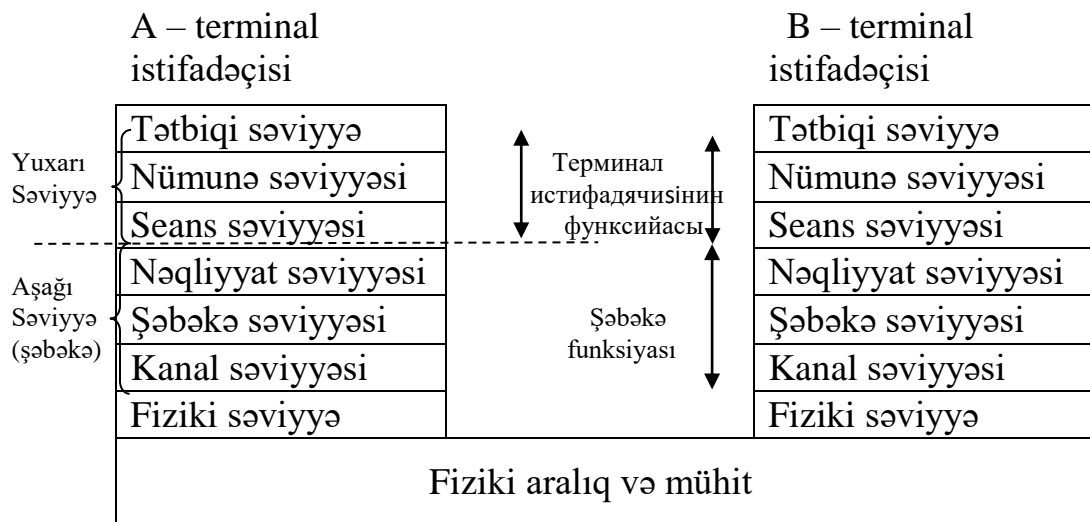 A – terminal
istifadəçisi
B – terminal
istifadəçisi
Yuxarı
Səviyyə
Aşağı
Səviyyə
(şəbəkə)
Tətbiqi səviyyə
Nümunə səviyyəsi
Seans səviyyəsi
Nəqliyyat səviyyəsi
Şəbəkə səviyyəsi
Kanal səviyyəsi
Fiziki səviyyə
Терминал
истифадячиsiнин
функсийасы
Şəbəkə
funksiyası
Tətbiqi səviyyə
Nümunə səviyyəsi
Seans səviyyəsi
Nəqliyyat səviyyəsi
Şəbəkə səviyyəsi
Kanal səviyyəsi
Fiziki səviyyə
Fiziki aralıq və mühit